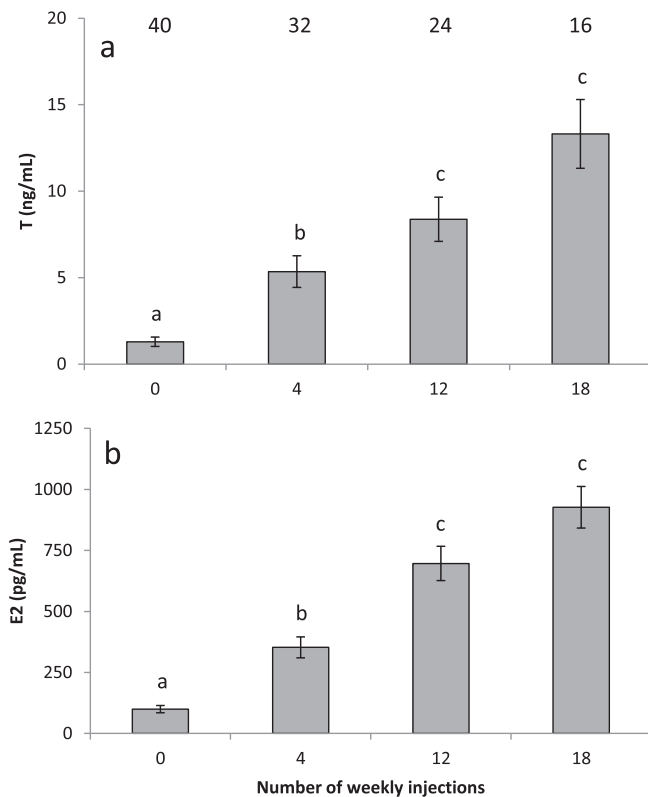 20 40 32 24 16
a
c
15
c
T (ng/mL)
10
b
5
a
0
0 4 12 18
1250
b
c
1000
c
E2 (pg/mL)
750
b
500
250
a
0
0 4 12 18
Number of weekly injections